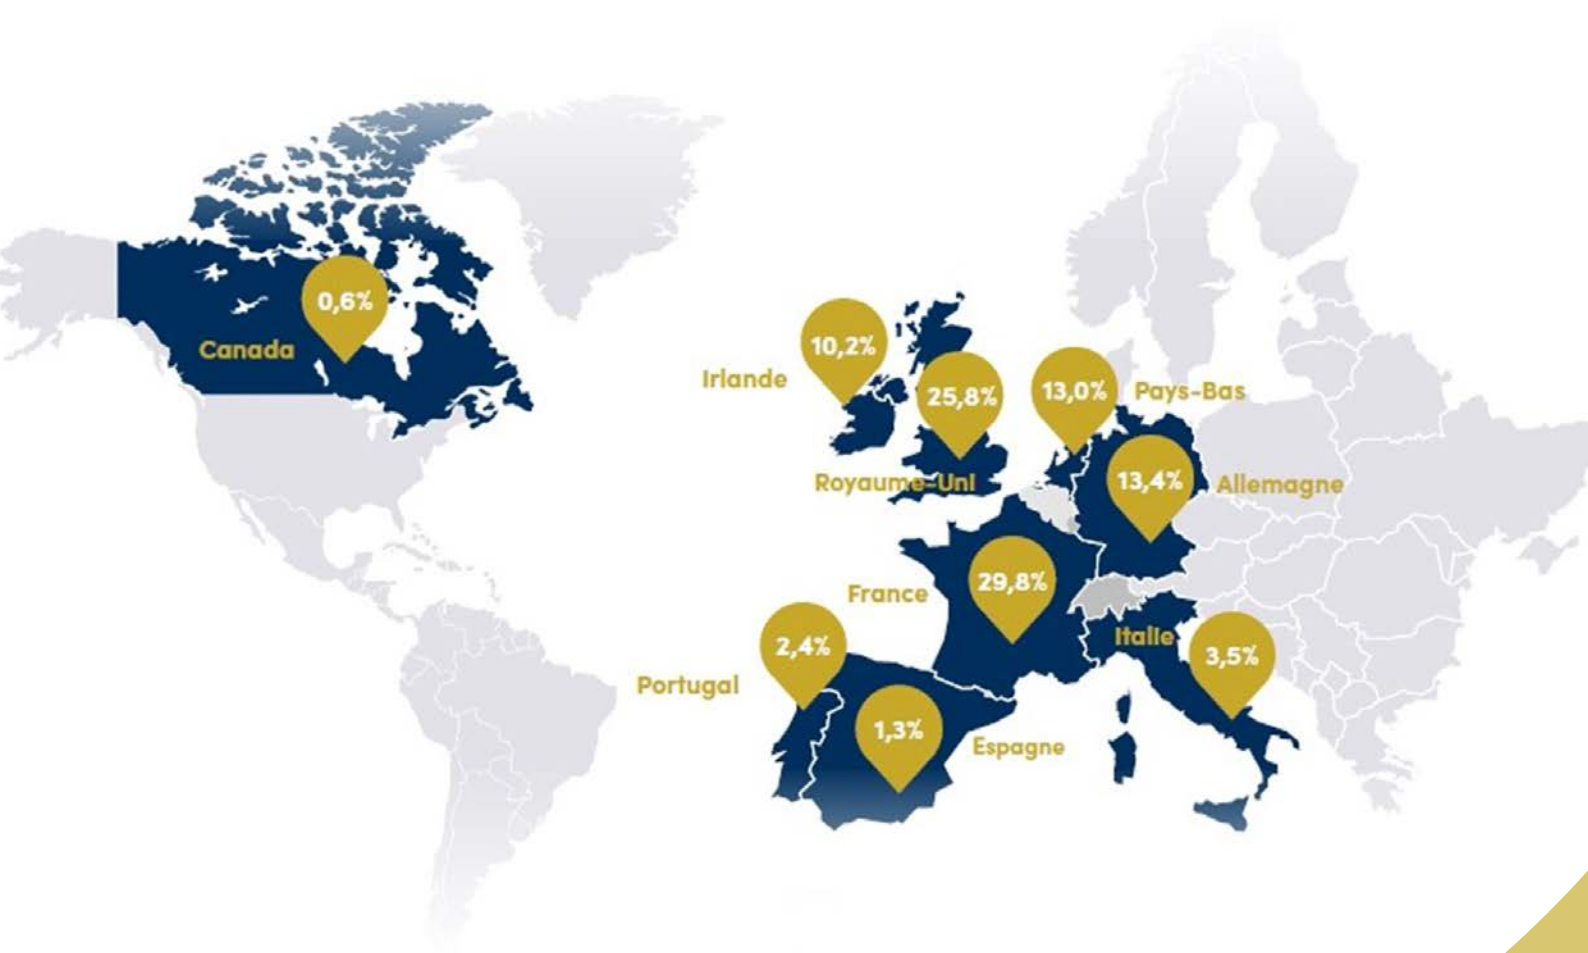 0,6%
Canada
10,2%
Irlande
25,8%
13,0%
Pays-Bas
Royaume-Uni
13,4%
Allemagne
29,8%
France
Italie
3,5%
2,4%
Portugal
1,3%
Espagne